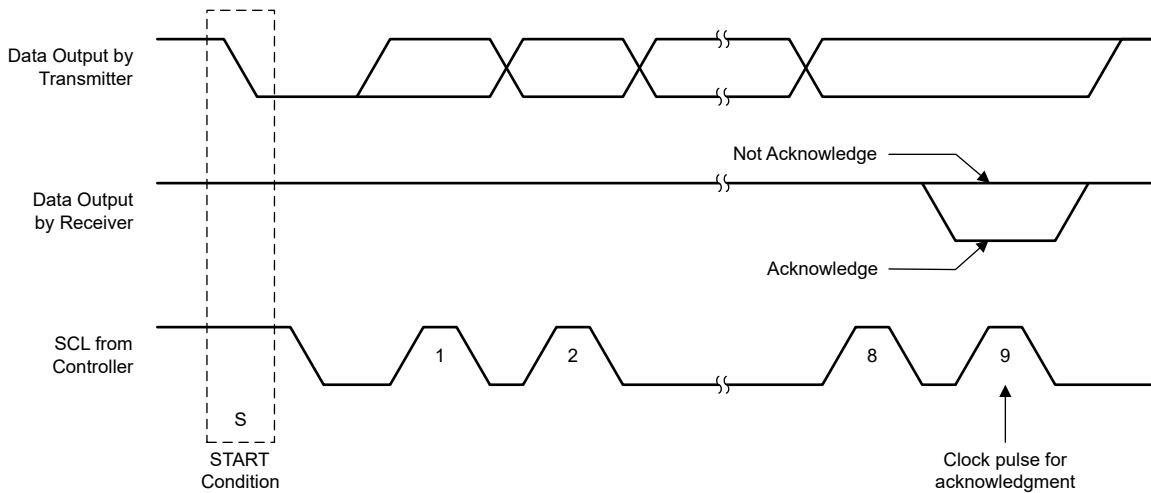 Data Output by
Transmitter
Not Acknowledge
Data Output
by Receiver
Acknowledge
SCL from
Controller
1
2
8
9
S
START
Condition
Clock pulse for
acknowledgment